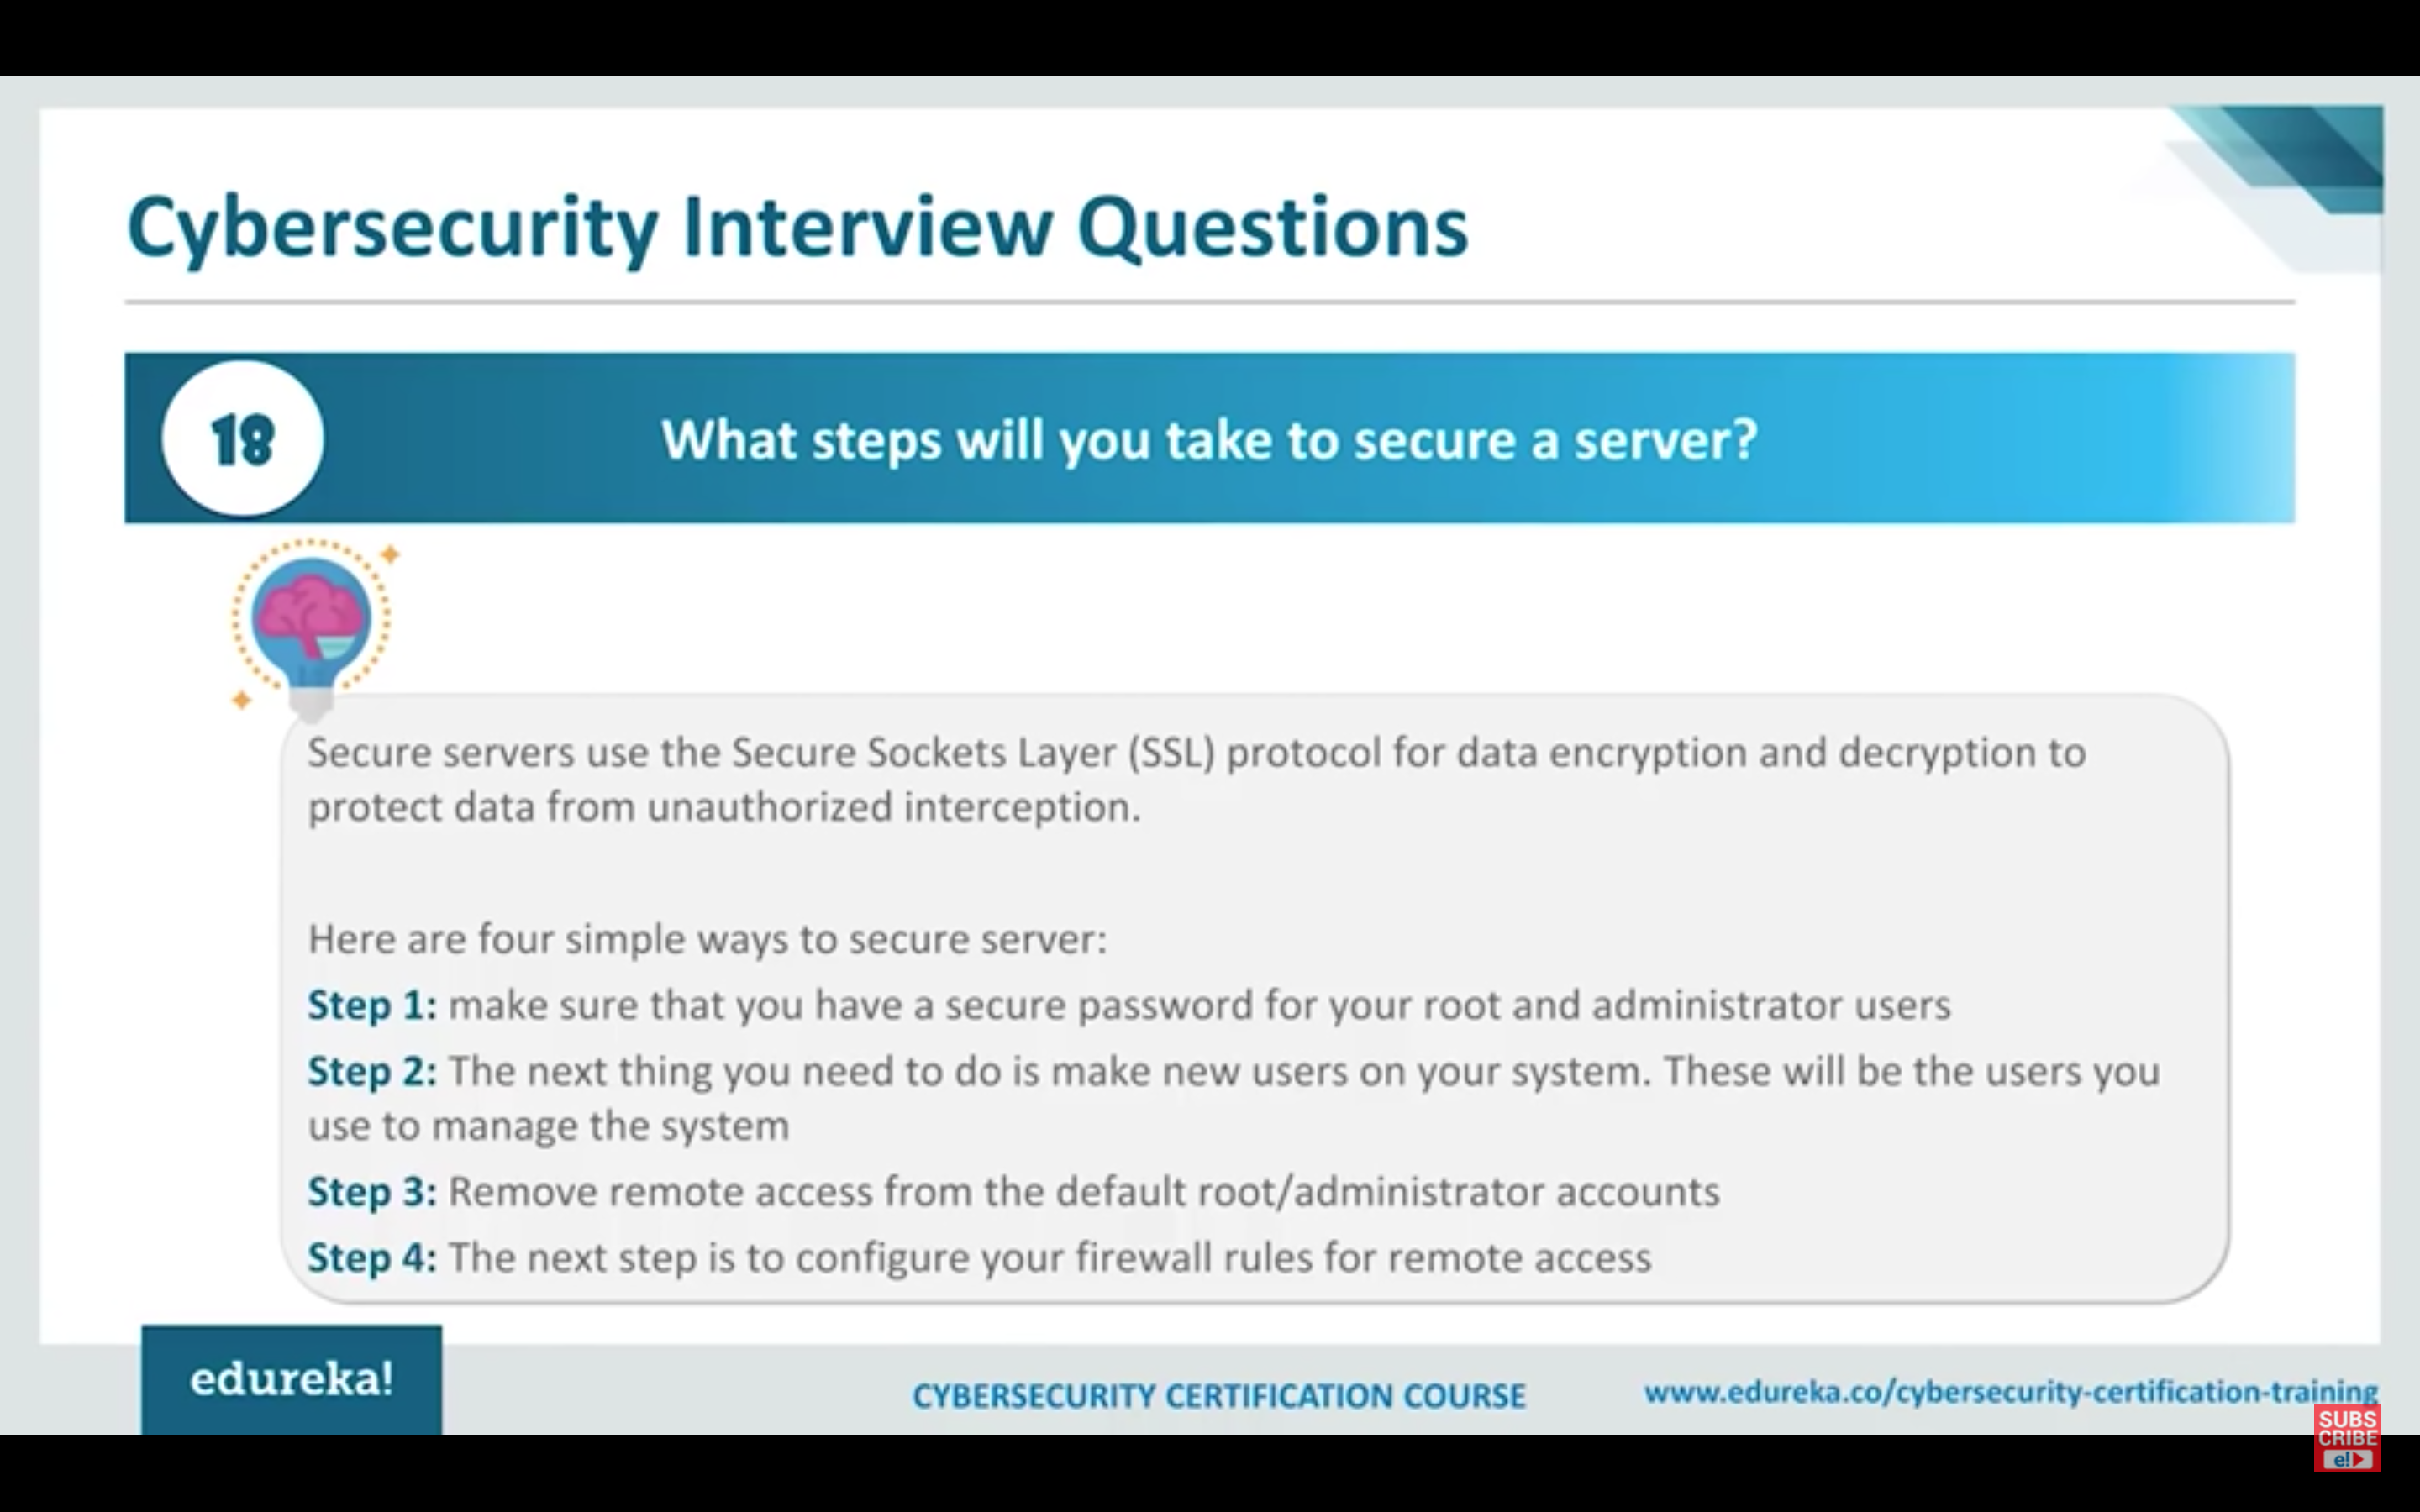 Cybersecurity Interview Questions
18
What steps will you take to secure a server?
Secure servers use the Secure Sockets Layer (SSL) protocol for data encryption and decryption to
protect data from unauthorized interception.
Here are four simple ways to secure server:
Step 1: make sure that you have a secure password for your root and administrator users
Step 2: The next thing you need to do is make new users on your system. These will be the users you
use to manage the system
Step 3: Remove remote access from the default root/administrator accounts
Step 4: The next step is to configure your firewall rules for remote access
edureka!
CYBERSECURITY CERTIFICATION COURSE
www.edureka.co/cybersecurity-certification-training
SUBS
CRIBE
e!